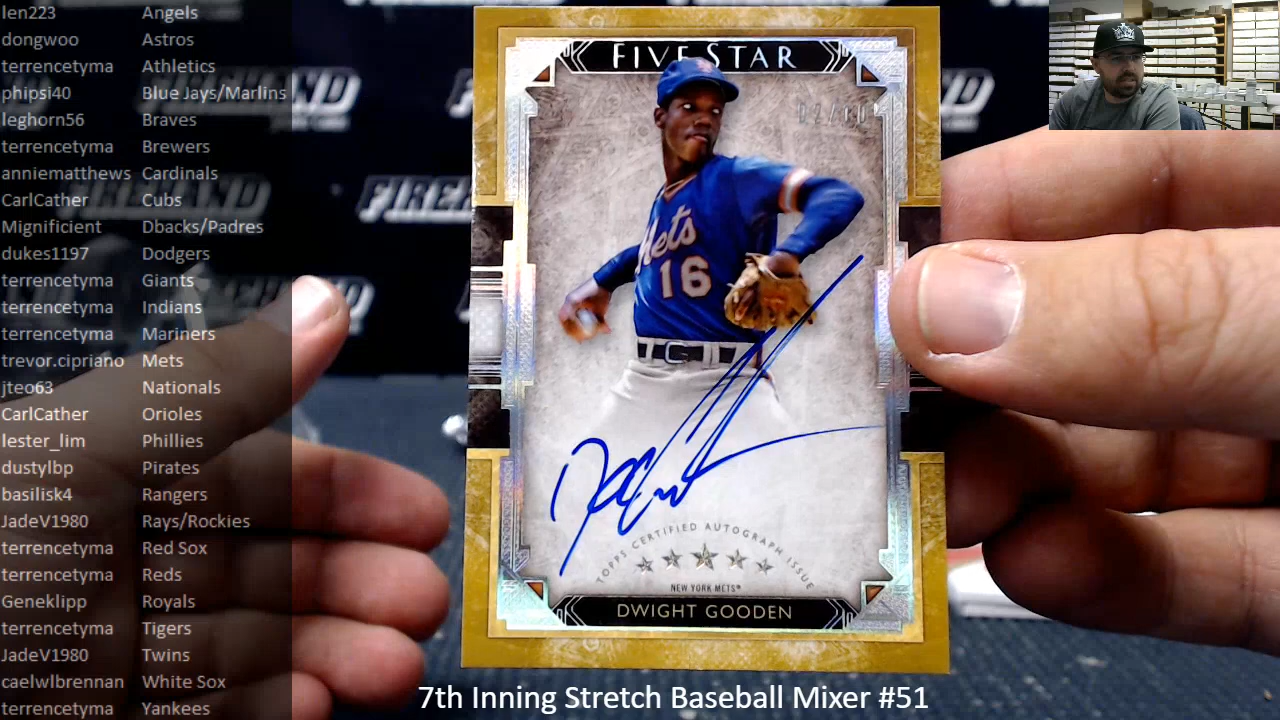 len223 Angels
dongwoo Astros
terrencetyma Athletics
phipsi40 Blue Jays/Marlins
leghorn56 Braves
terrencetyma Brewers
anniematthews Cardinals
CarlCather Cubs
Mignificient Dbacks/Padres
dukes1197 Dodgers
terrencetyma Giants
terrencetyma Indians
terrencetyma Mariners
trevor.cipriano Mets
jteo63 Nationals
CarlCather Orioles
lester_lim Phillies
dustylbp Pirates
basilisk4 Rangers
JadeV1980 Rays/Rockies
terrencetyma Red Sox
terrencetyma Reds
Geneklipp Royals
terrencetyma Tigers
JadeV1980 Twins
caelwlbrennan White Sox
terrencetyma Yankees
FIVE STAR
Mets
16
TOPPS CERTIFIED AUTOGRAPH ISSUE
NEW YORK METS®
DWIGHT GOODEN
FIREHAND
7th Inning Stretch Baseball Mixer #51